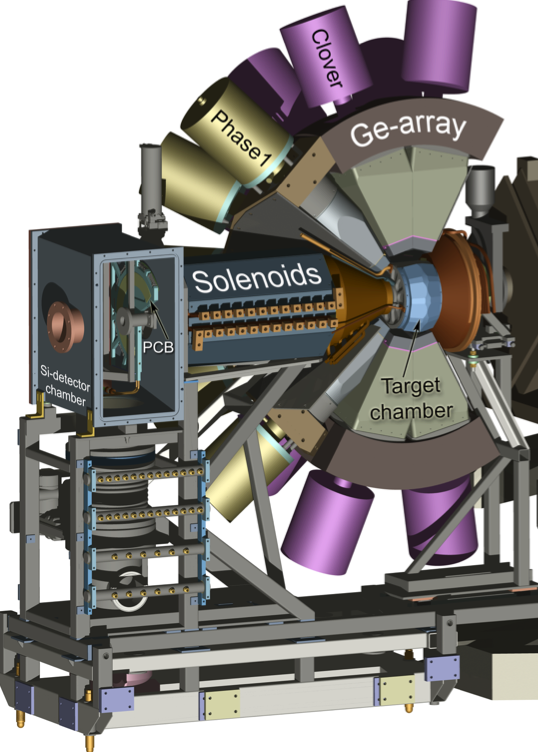 Clover
Phase1
Ge-array
Solenoids
PCB
Si-detector
chamber
Target
chamber